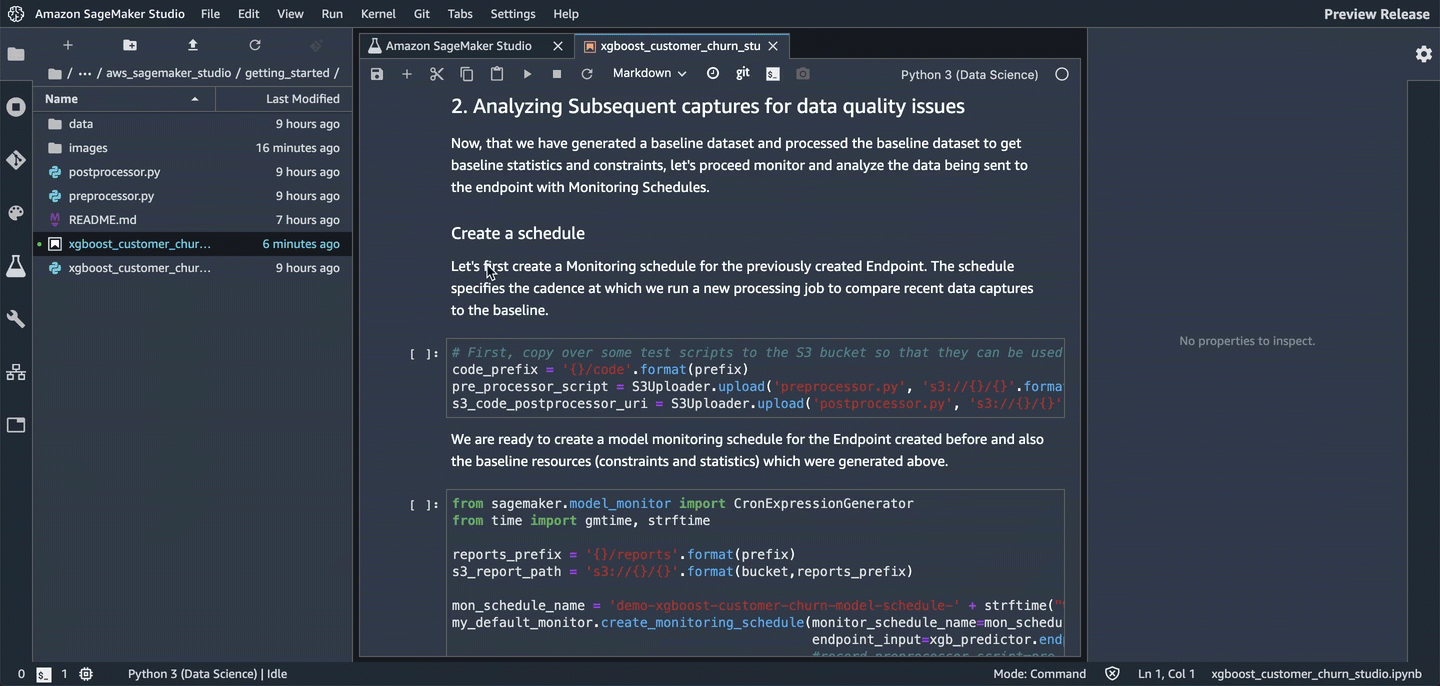 Amazon SageMaker Studio File Edit View Run Kernel Git Tabs Settings Help Preview Release
Amazon SageMaker Studio xgboost_customer_churn_stu
/ ··· / aws_sagemaker_studio / getting_started /
Markdown git Python 3 (Data Science)
Name Last Modified
data 9 hours ago
images 16 minutes ago
postprocessor.py 9 hours ago
preprocessor.py 9 hours ago
README.md 7 hours ago
xgboost_customer_chur... 6 minutes ago
xgboost_customer_chur... 9 hours ago
2. Analyzing Subsequent captures for data quality issues
Now, that we have generated a baseline dataset and processed the baseline dataset to get
baseline statistics and constraints, let's proceed monitor and analyze the data being sent to
the endpoint with Monitoring Schedules.
Create a schedule
Let's first create a Monitoring schedule for the previously created Endpoint. The schedule
specifies the cadence at which we run a new processing job to compare recent data captures
to the baseline.
[ ]:
# First, copy over some test scripts to the S3 bucket so that they can be used
code_prefix = '{}/code'.format(prefix)
pre_processor_script = S3Uploader.upload('preprocessor.py', 's3://{}/{}'.forma
s3_code_postprocessor_uri = S3Uploader.upload('postprocessor.py', 's3://{}/{}'
We are ready to create a model monitoring schedule for the Endpoint created before and also
the baseline resources (constraints and statistics) which were generated above.
[ ]:
from sagemaker.model_monitor import CronExpressionGenerator
from time import gmtime, strftime
reports_prefix = '{}/reports'.format(prefix)
s3_report_path = 's3://{}/{}'.format(bucket,reports_prefix)
mon_schedule_name = 'demo-xgboost-customer-churn-model-schedule-' + strftime("
my_default_monitor.create_monitoring_schedule(monitor_schedule_name=mon_schedu
endpoint_input=xgb_predictor.end
#record_preprocessor_script=pre
No properties to inspect.
0 1 Python 3 (Data Science) | Idle Mode: Command Ln 1, Col 1 xgboost_customer_churn_studio.ipynb